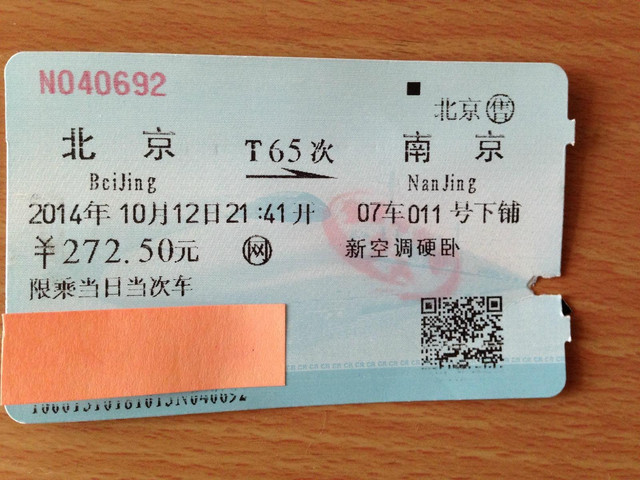 N040692
北京 售
北京 T65次 南京
BeiJing NanJing
2014年10月12日21:41开 07车011号下铺
￥272.50元 网 新空调硬卧
限乘当日当次车